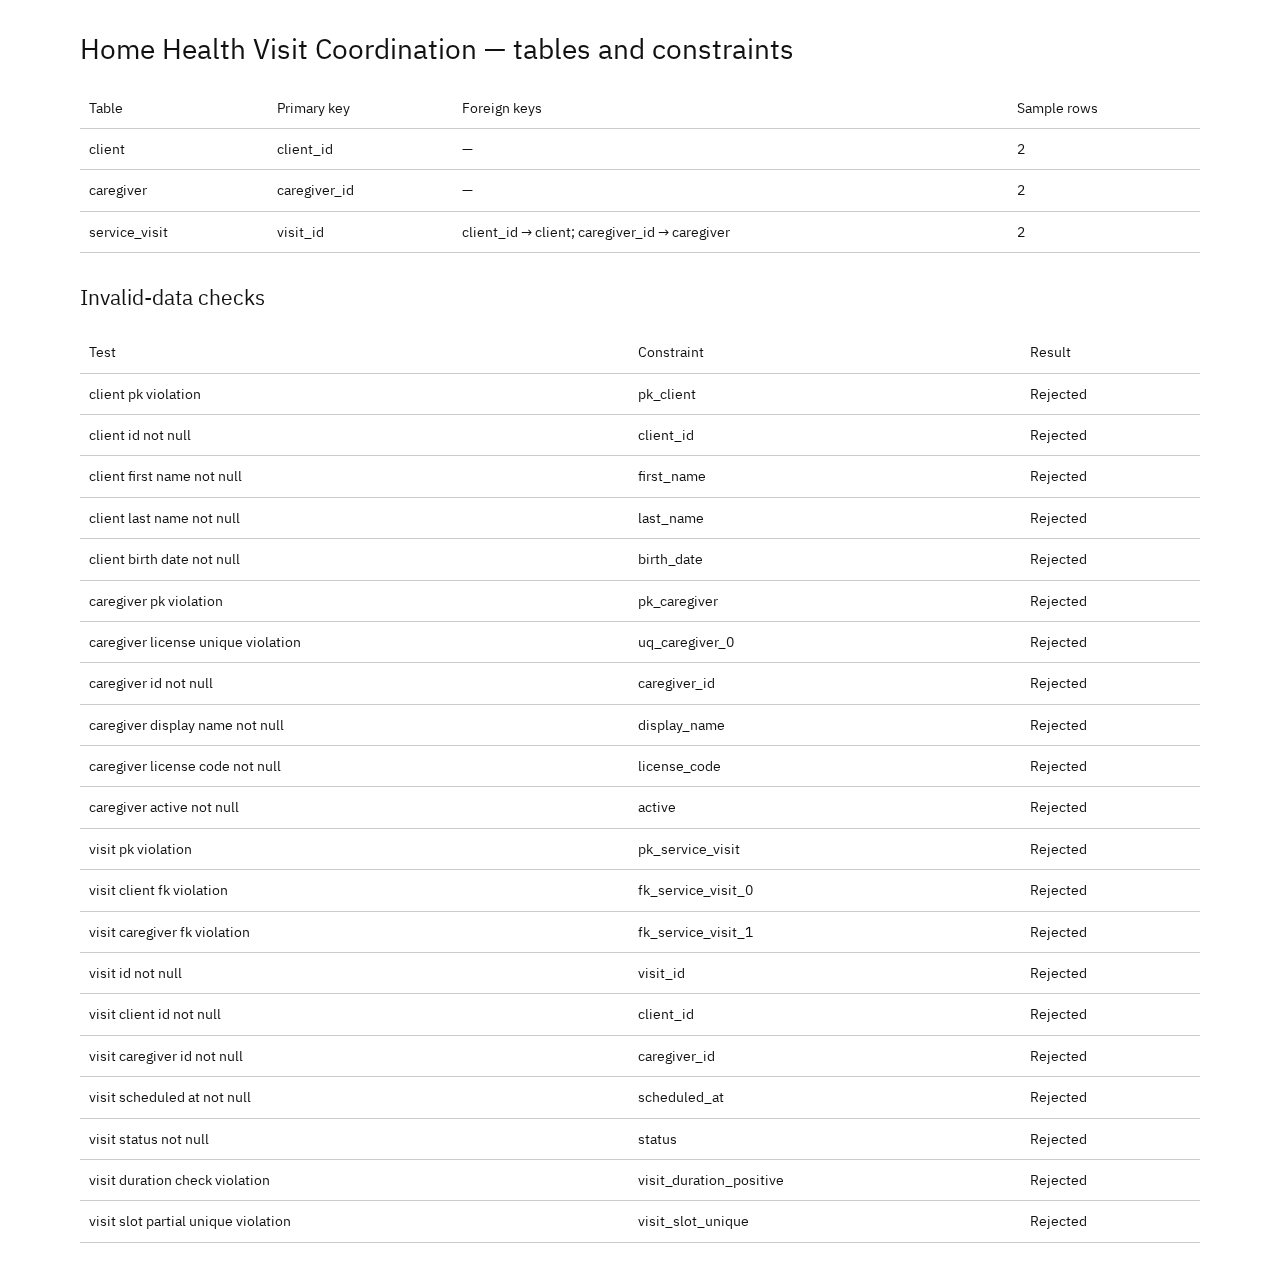 Home Health Visit Coordination — tables and constraints
Table Primary key Foreign keys Sample rows
client client_id — 2
caregiver caregiver_id — 2
service_visit visit_id client_id → client; caregiver_id → caregiver 2
Invalid-data checks
Test Constraint Result
client pk violation pk_client Rejected
client id not null client_id Rejected
client first name not null first_name Rejected
client last name not null last_name Rejected
client birth date not null birth_date Rejected
caregiver pk violation pk_caregiver Rejected
caregiver license unique violation uq_caregiver_0 Rejected
caregiver id not null caregiver_id Rejected
caregiver display name not null display_name Rejected
caregiver license code not null license_code Rejected
caregiver active not null active Rejected
visit pk violation pk_service_visit Rejected
visit client fk violation fk_service_visit_0 Rejected
visit caregiver fk violation fk_service_visit_1 Rejected
visit id not null visit_id Rejected
visit client id not null client_id Rejected
visit caregiver id not null caregiver_id Rejected
visit scheduled at not null scheduled_at Rejected
visit status not null status Rejected
visit duration check violation visit_duration_positive Rejected
visit slot partial unique violation visit_slot_unique Rejected